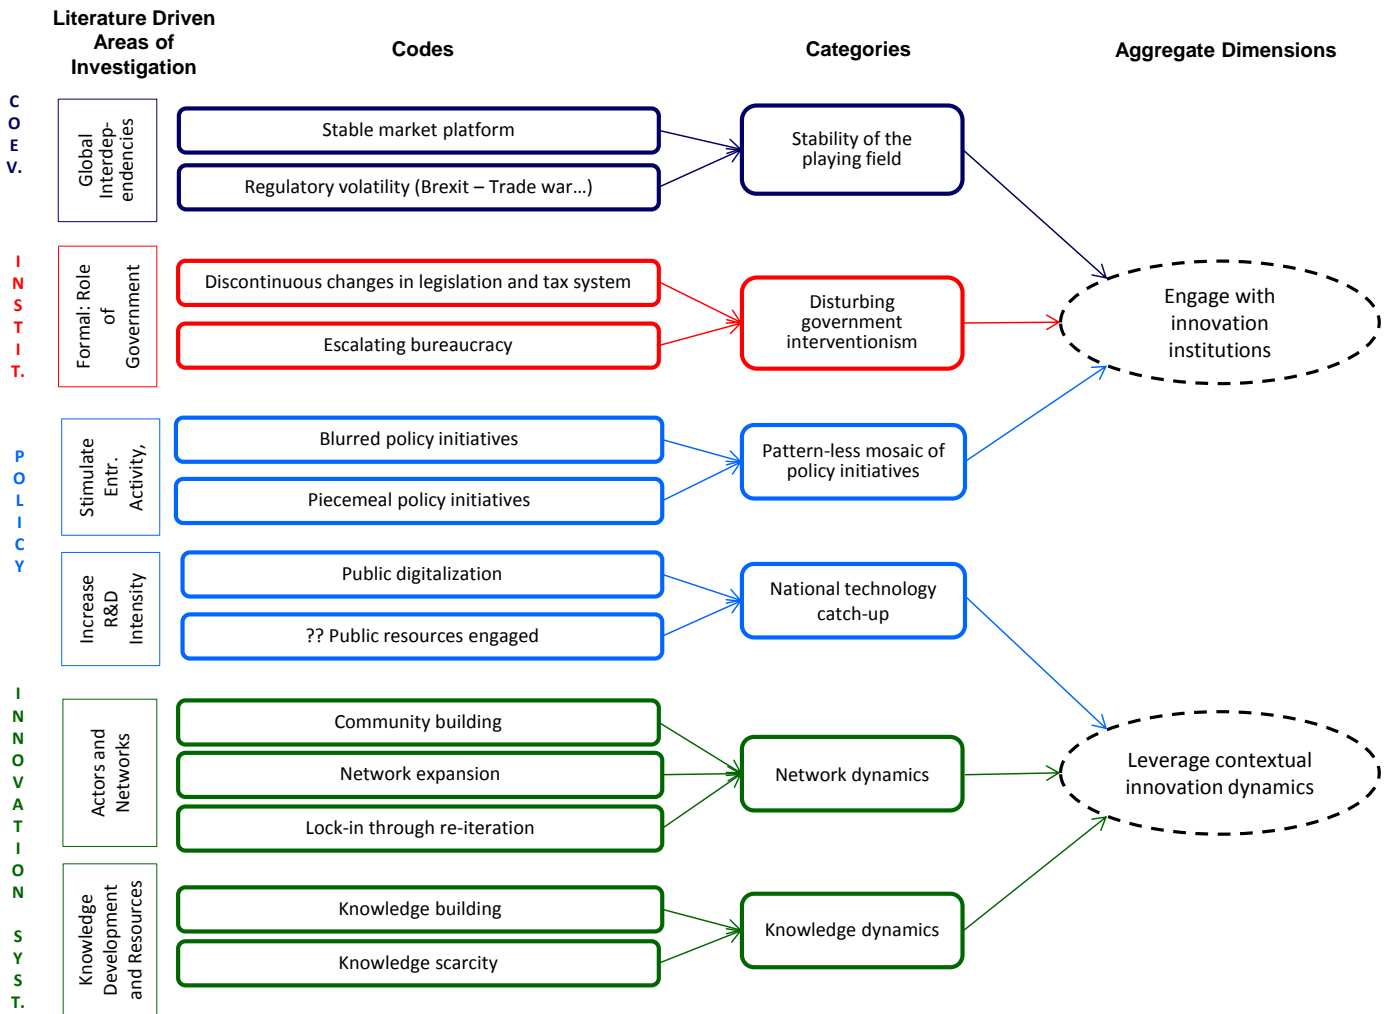 Literature Driven
Areas of
Investigation
Codes
Categories
Aggregate Dimensions
C
O
E
V.
Global
Interdep-
endencies
Stable market platform
Regulatory volatility (Brexit – Trade war...)
Stability of the
playing field
I
N
S
T
I
T.
Formal: Role
of
Government
Discontinuous changes in legislation and tax system
Escalating bureaucracy
Disturbing
government
interventionism
Engage with
innovation
institutions
P
O
L
I
C
Y
Stimulate
Entr.
Activity,
Blurred policy initiatives
Piecemeal policy initiatives
Pattern-less mosaic of
policy initiatives
Increase
R&D
Intensity
Public digitalization
?? Public resources engaged
National technology
catch-up
I
N
N
O
V
A
T
I
O
N
S
Y
S
T.
Actors and
Networks
Community building
Network expansion
Lock-in through re-iteration
Network dynamics
Leverage contextual
innovation dynamics
Knowledge
Development
and Resources
Knowledge building
Knowledge scarcity
Knowledge dynamics